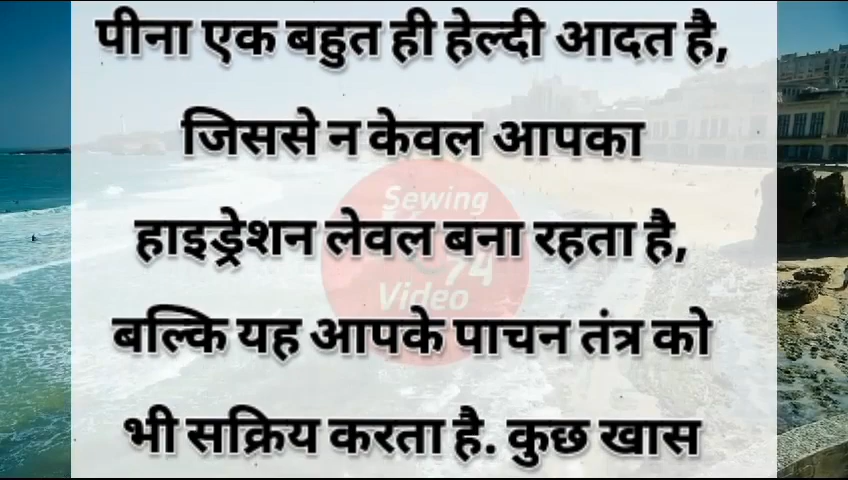 पीना एक बहुत ही हेल्दी आदत है,
जिससे न केवल आपका
Sewing
हाइड्रेशन लेवल बना रहता है,
74
Video
बल्कि यह आपके पाचन तंत्र को
भी सक्रिय करता है. कुछ खास